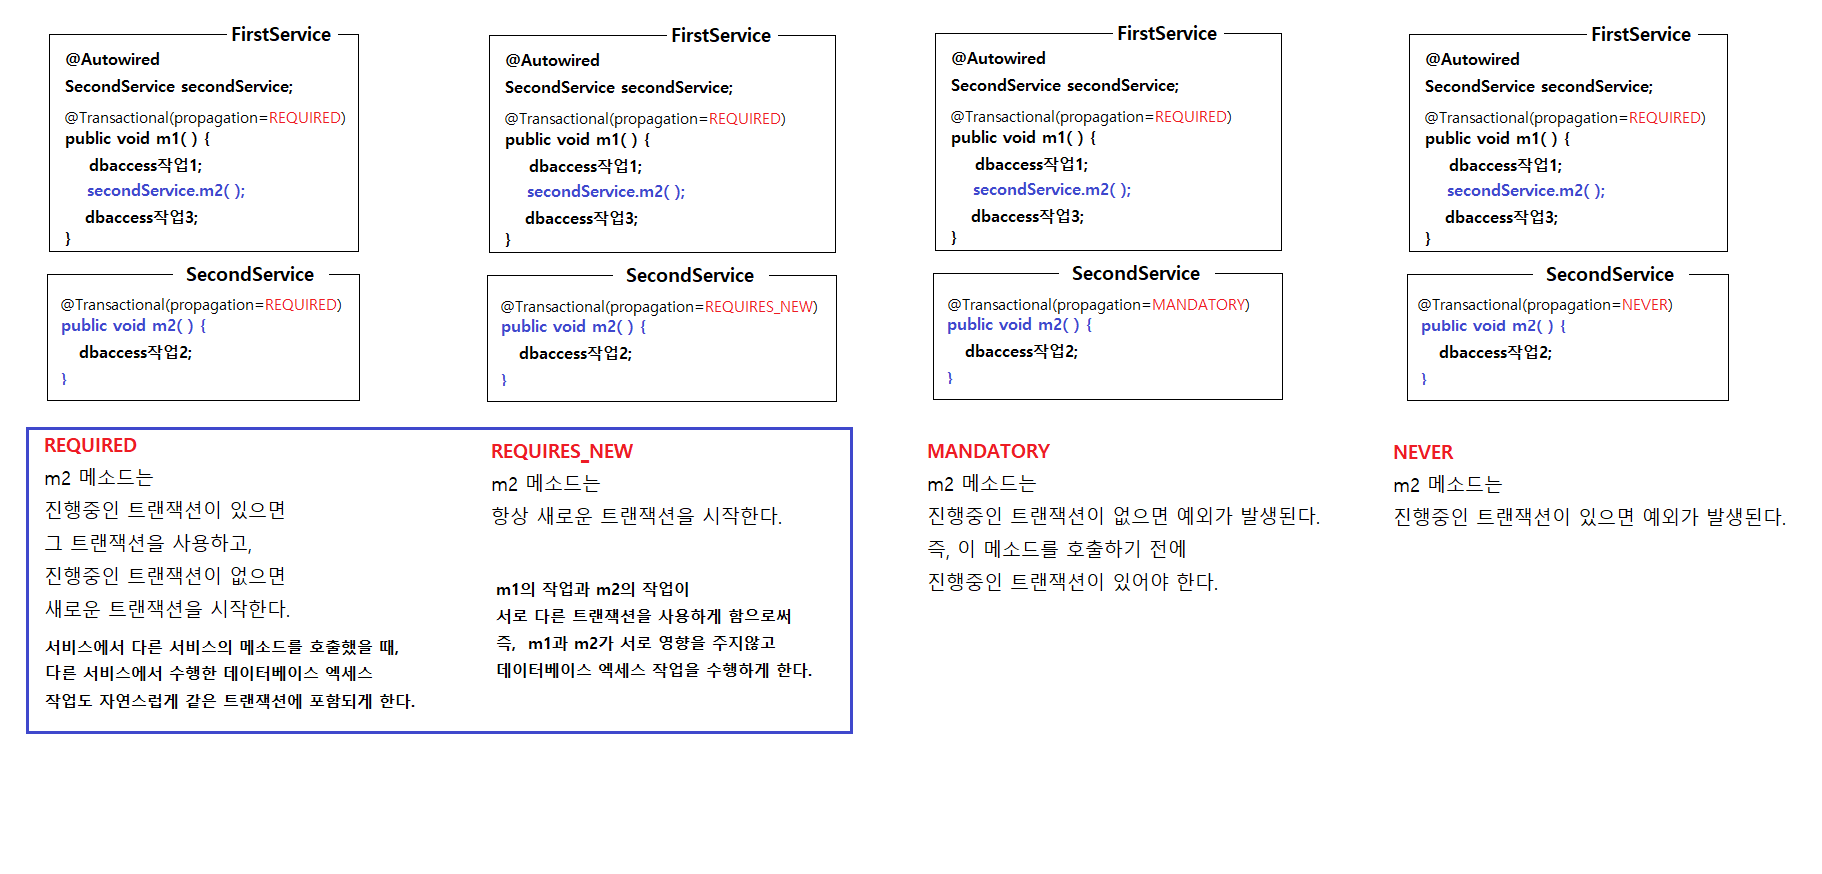 FirstService
@Autowired
SecondService secondService;
@Transactional(propagation=REQUIRED)
public void m1( ) {
dbaccess작업1;
secondService.m2( );
dbaccess작업3;
}
SecondService
@Transactional(propagation=REQUIRED)
public void m2( ) {
dbaccess작업2;
}
REQUIRED
m2 메소드는
진행중인 트랜잭션이 있으면
그 트랜잭션을 사용하고,
진행중인 트랜잭션이 없으면
새로운 트랜잭션을 시작한다.
서비스에서 다른 서비스의 메소드를 호출했을 때,
다른 서비스에서 수행한 데이터베이스 엑세스
작업도 자연스럽게 같은 트랜잭션에 포함되게 한다.
FirstService
@Autowired
SecondService secondService;
@Transactional(propagation=REQUIRED)
public void m1( ) {
dbaccess작업1;
secondService.m2( );
dbaccess작업3;
}
SecondService
@Transactional(propagation=REQUIRES_NEW)
public void m2( ) {
dbaccess작업2;
}
REQUIRES_NEW
m2 메소드는
항상 새로운 트랜잭션을 시작한다.
m1의 작업과 m2의 작업이
서로 다른 트랜잭션을 사용하게 함으로써
즉, m1과 m2가 서로 영향을 주지않고
데이터베이스 엑세스 작업을 수행하게 한다.
FirstService
@Autowired
SecondService secondService;
@Transactional(propagation=REQUIRED)
public void m1( ) {
dbaccess작업1;
secondService.m2( );
dbaccess작업3;
}
SecondService
@Transactional(propagation=MANDATORY)
public void m2( ) {
dbaccess작업2;
}
MANDATORY
m2 메소드는
진행중인 트랜잭션이 없으면 예외가 발생된다.
즉, 이 메소드를 호출하기 전에
진행중인 트랜잭션이 있어야 한다.
FirstService
@Autowired
SecondService secondService;
@Transactional(propagation=REQUIRED)
public void m1( ) {
dbaccess작업1;
secondService.m2( );
dbaccess작업3;
}
SecondService
@Transactional(propagation=NEVER)
public void m2( ) {
dbaccess작업2;
}
NEVER
m2 메소드는
진행중인 트랜잭션이 있으면 예외가 발생된다.